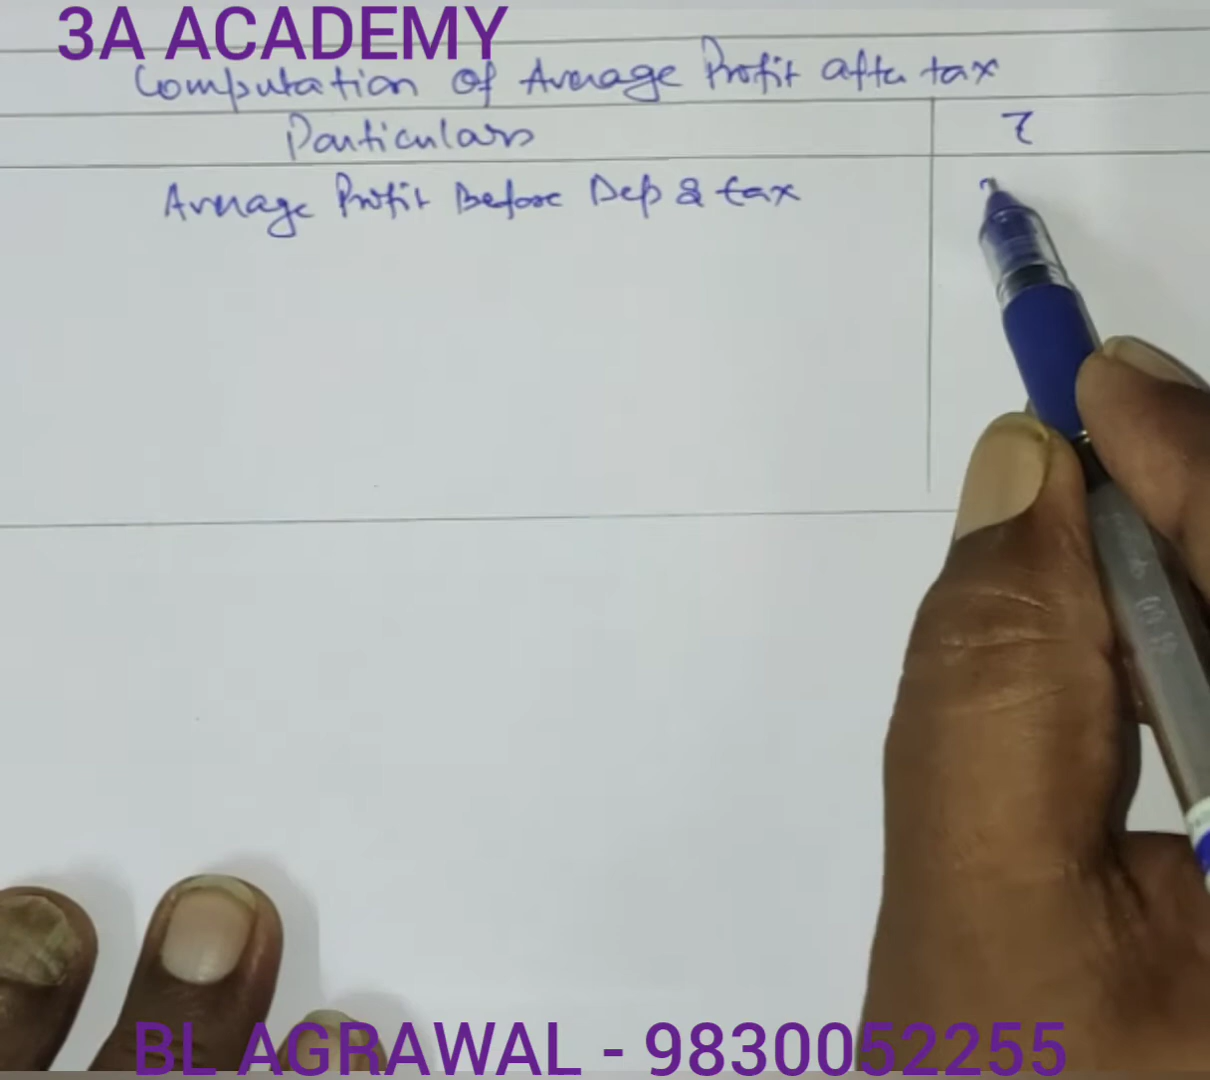 3A ACADEMY
Computation of Average Profit after tax
Particulars ₹
Average Profit Before Dep & tax
BL AGRAWAL - 9830052255